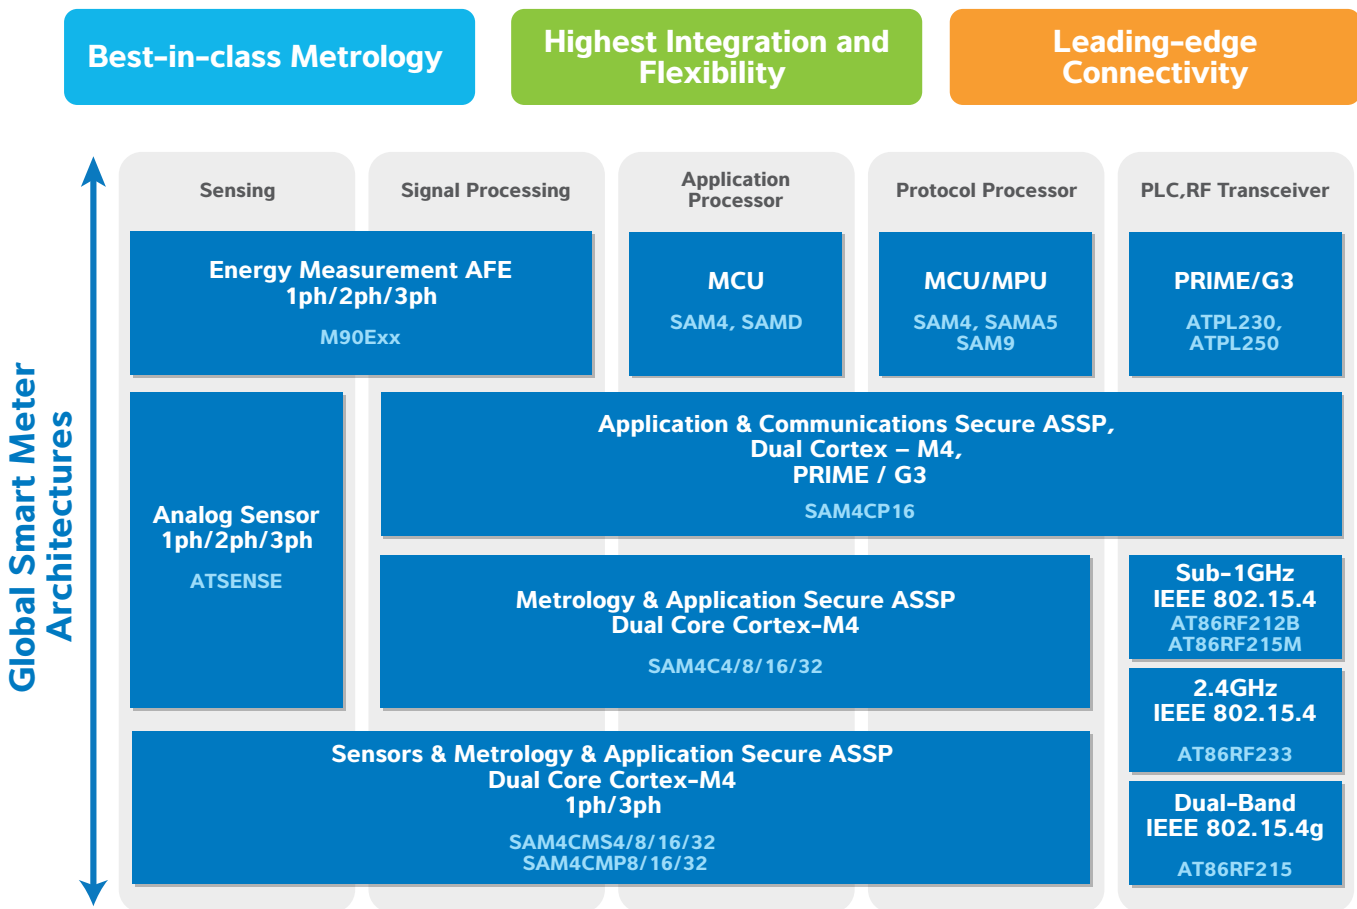 Best-in-class Metrology
Highest Integration and
Flexibility
Leading-edge
Connectivity
Global Smart Meter
Architectures
Sensing
Signal Processing
Application
Processor
Protocol Processor
PLC,RF Transceiver
Energy Measurement AFE
1ph/2ph/3ph
M90Exx
MCU
SAM4, SAMD
MCU/MPU
SAM4, SAMA5
SAM9
PRIME/G3
ATPL230,
ATPL250
Analog Sensor
1ph/2ph/3ph
ATSENSE
Application & Communications Secure ASSP,
Dual Cortex – M4,
PRIME / G3
SAM4CP16
Metrology & Application Secure ASSP
Dual Core Cortex-M4
SAM4C4/8/16/32
Sub-1GHz
IEEE 802.15.4
AT86RF212B
AT86RF215M
2.4GHz
IEEE 802.15.4
AT86RF233
Sensors & Metrology & Application Secure ASSP
Dual Core Cortex-M4
1ph/3ph
SAM4CMS4/8/16/32
SAM4CMP8/16/32
Dual-Band
IEEE 802.15.4g
AT86RF215